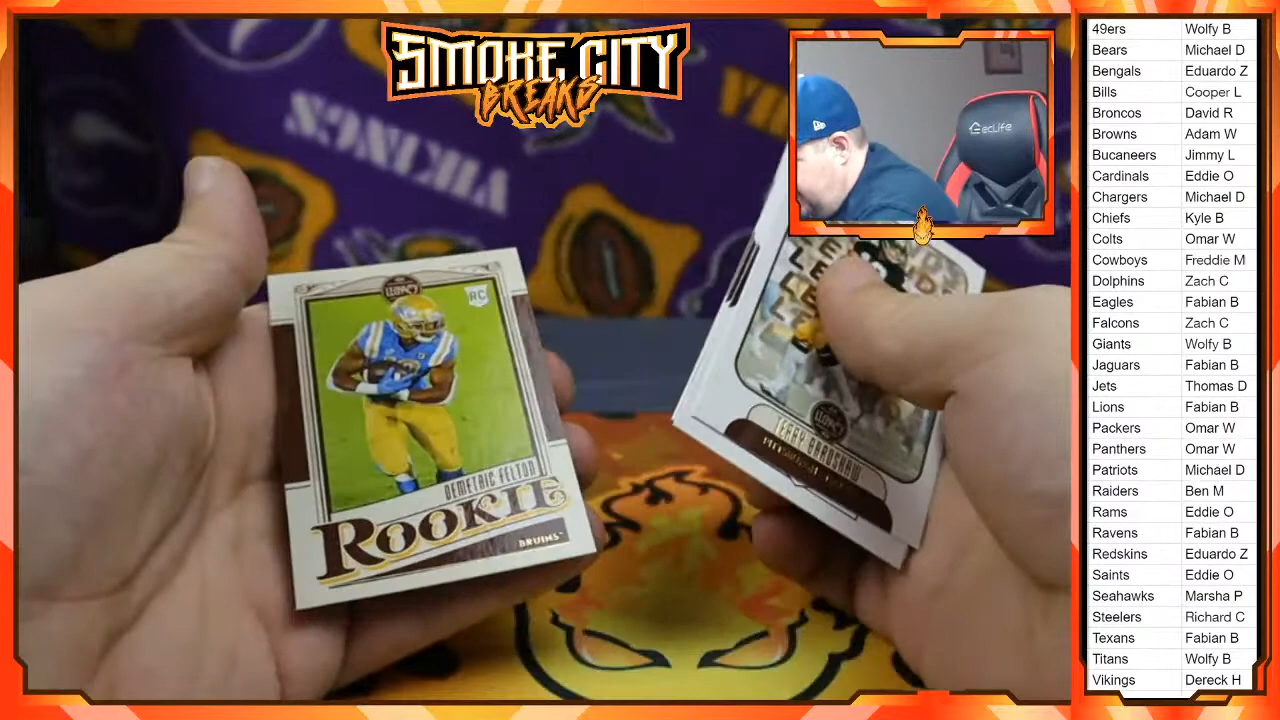 SMOKE CITY
BREAKS
VIKINGS
GECLIFE
LEGACY
RC
DEMETRIC FELTON
ROOKIE
BRUINS
LEGACY
TERRY BRADSHAW
49ers Wolfy B
Bears Michael D
Bengals Eduardo Z
Bills Cooper L
Broncos David R
Browns Adam W
Bucaneers Jimmy L
Cardinals Eddie O
Chargers Michael D
Chiefs Kyle B
Colts Omar W
Cowboys Freddie M
Dolphins Zach C
Eagles Fabian B
Falcons Zach C
Giants Wolfy B
Jaguars Fabian B
Jets Thomas D
Lions Fabian B
Packers Omar W
Panthers Omar W
Patriots Michael D
Raiders Ben M
Rams Eddie O
Ravens Fabian B
Redskins Eduardo Z
Saints Eddie O
Seahawks Marsha P
Steelers Richard C
Texans Fabian B
Titans Wolfy B
Vikings Dereck H